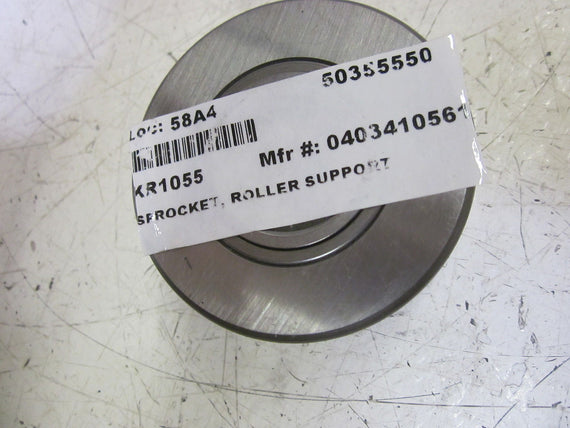 50355550
LOC: 58A4
Mfr #: 0403410561
KR1055
SPROCKET, ROLLER SUPPORT